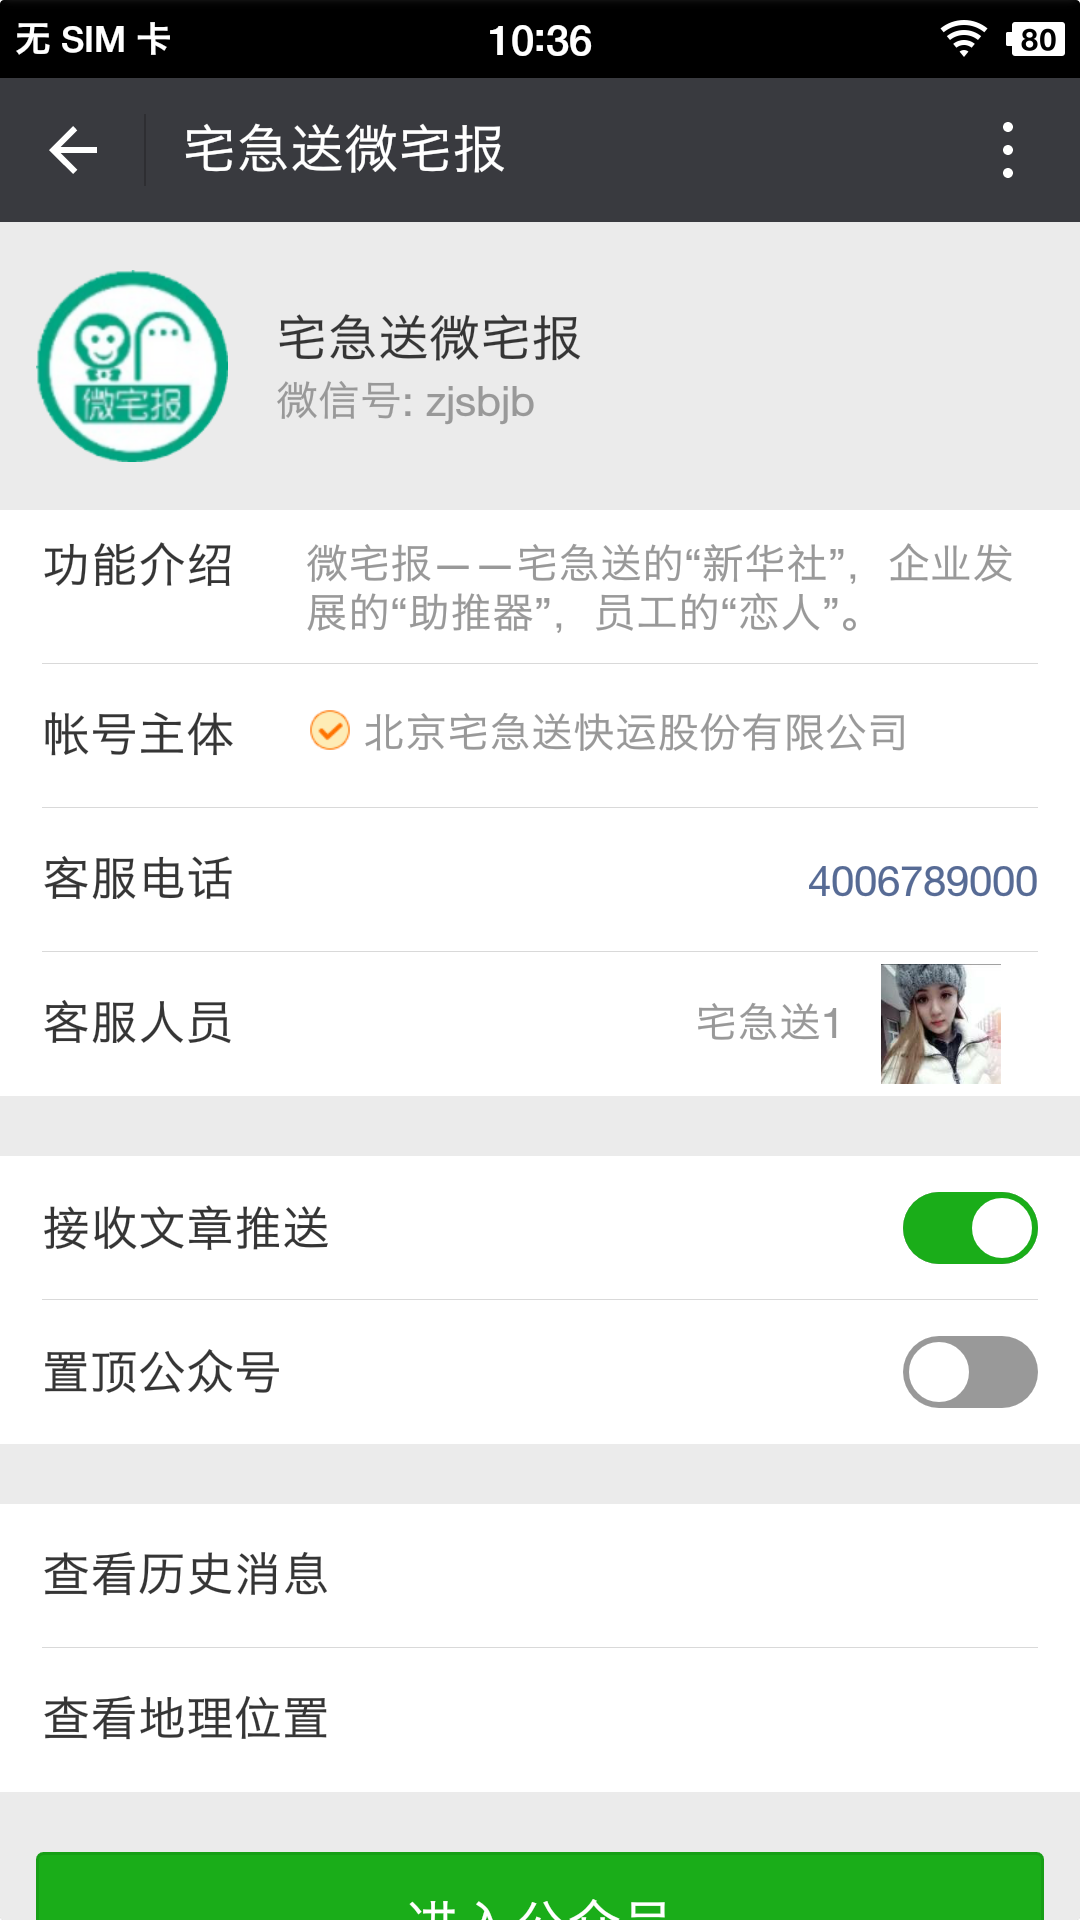 无 SIM 卡 10:36 80
宅急送微宅报
宅急送微宅报
微信号: zjsbjb
微宅报
功能介绍
微宅报——宅急送的“新华社”，企业发
展的“助推器”，员工的“恋人”。
帐号主体 北京宅急送快运股份有限公司
客服电话 4006789000
客服人员 宅急送1
接收文章推送
置顶公众号
查看历史消息
查看地理位置
进入公众号